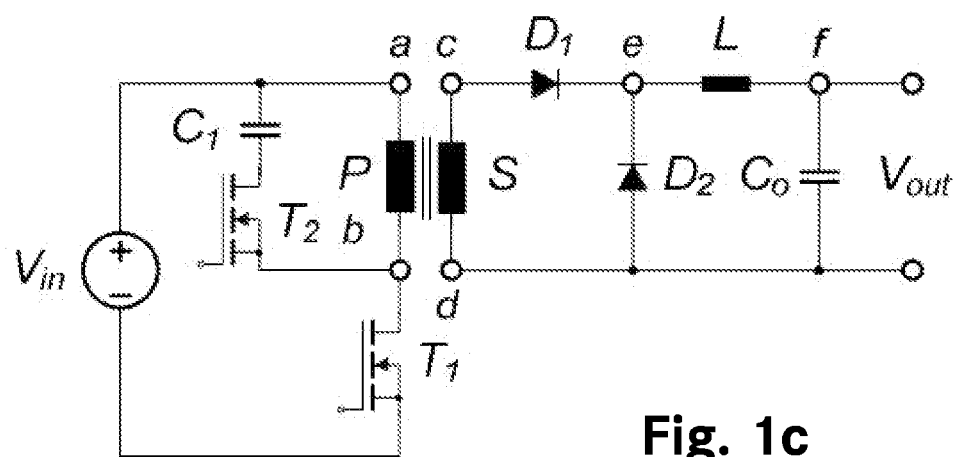 a c D₁ e L f
C₁
P S D₂ Cₒ Vout
T₂ b
Vin + −
d
T₁
Fig. 1c